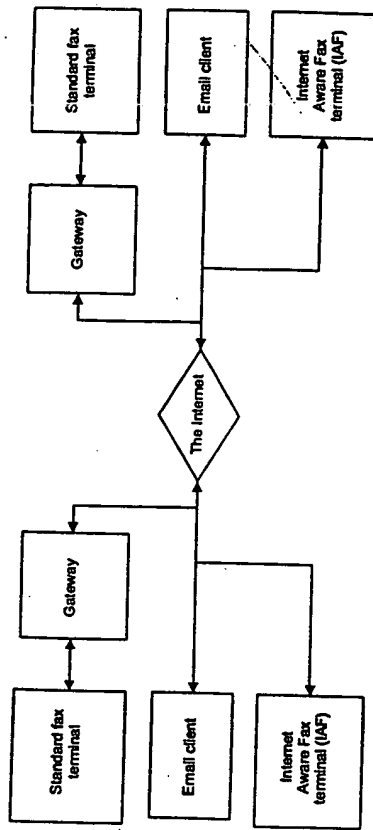 Standard fax
terminal
Gateway
Email client
Internet
Aware Fax
terminal (IAF)
The Internet
Gateway
Standard fax
terminal
Email client
Internet
Aware Fax
terminal (IAF)